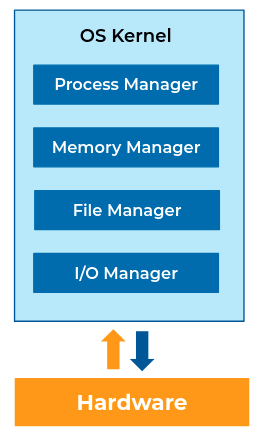 OS Kernel
Process Manager
Memory Manager
File Manager
I/O Manager
Hardware